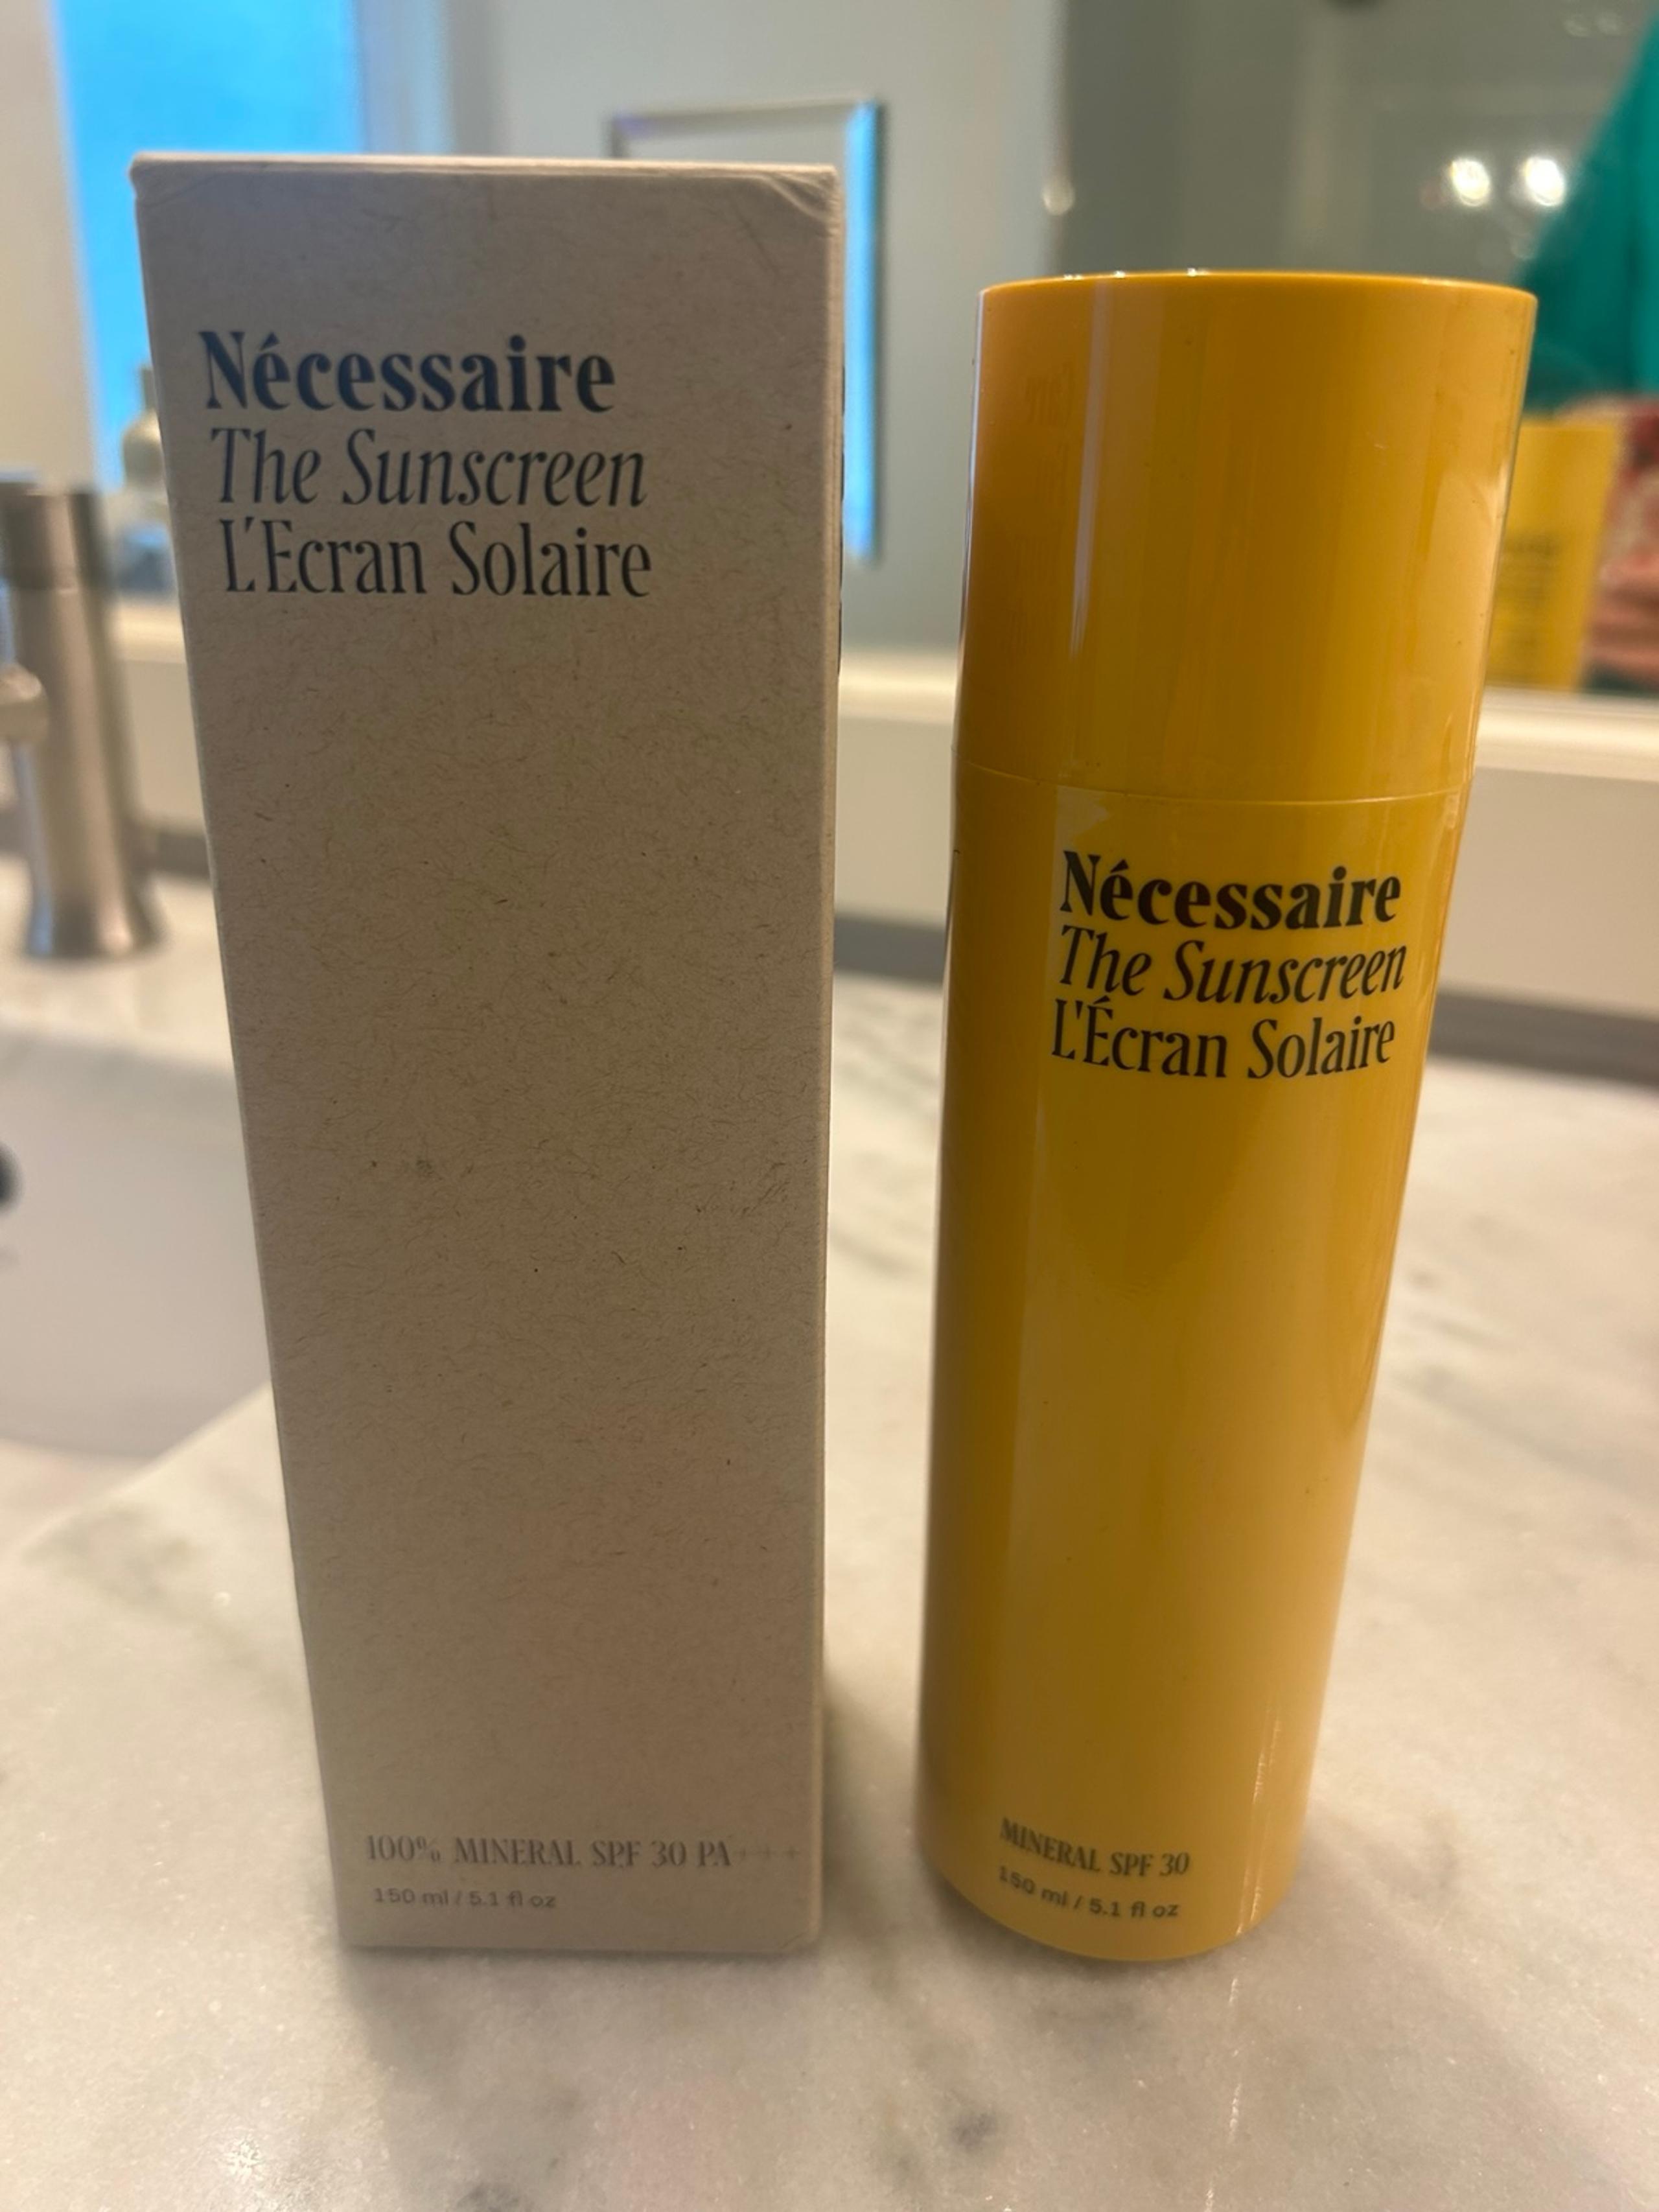 Nécessaire
The Sunscreen
L'Ecran Solaire
100% MINERAL SPF 30 PA+++
150 ml / 5.1 fl oz
Nécessaire
The Sunscreen
L'Écran Solaire
MINERAL SPF 30
150 ml / 5.1 fl oz